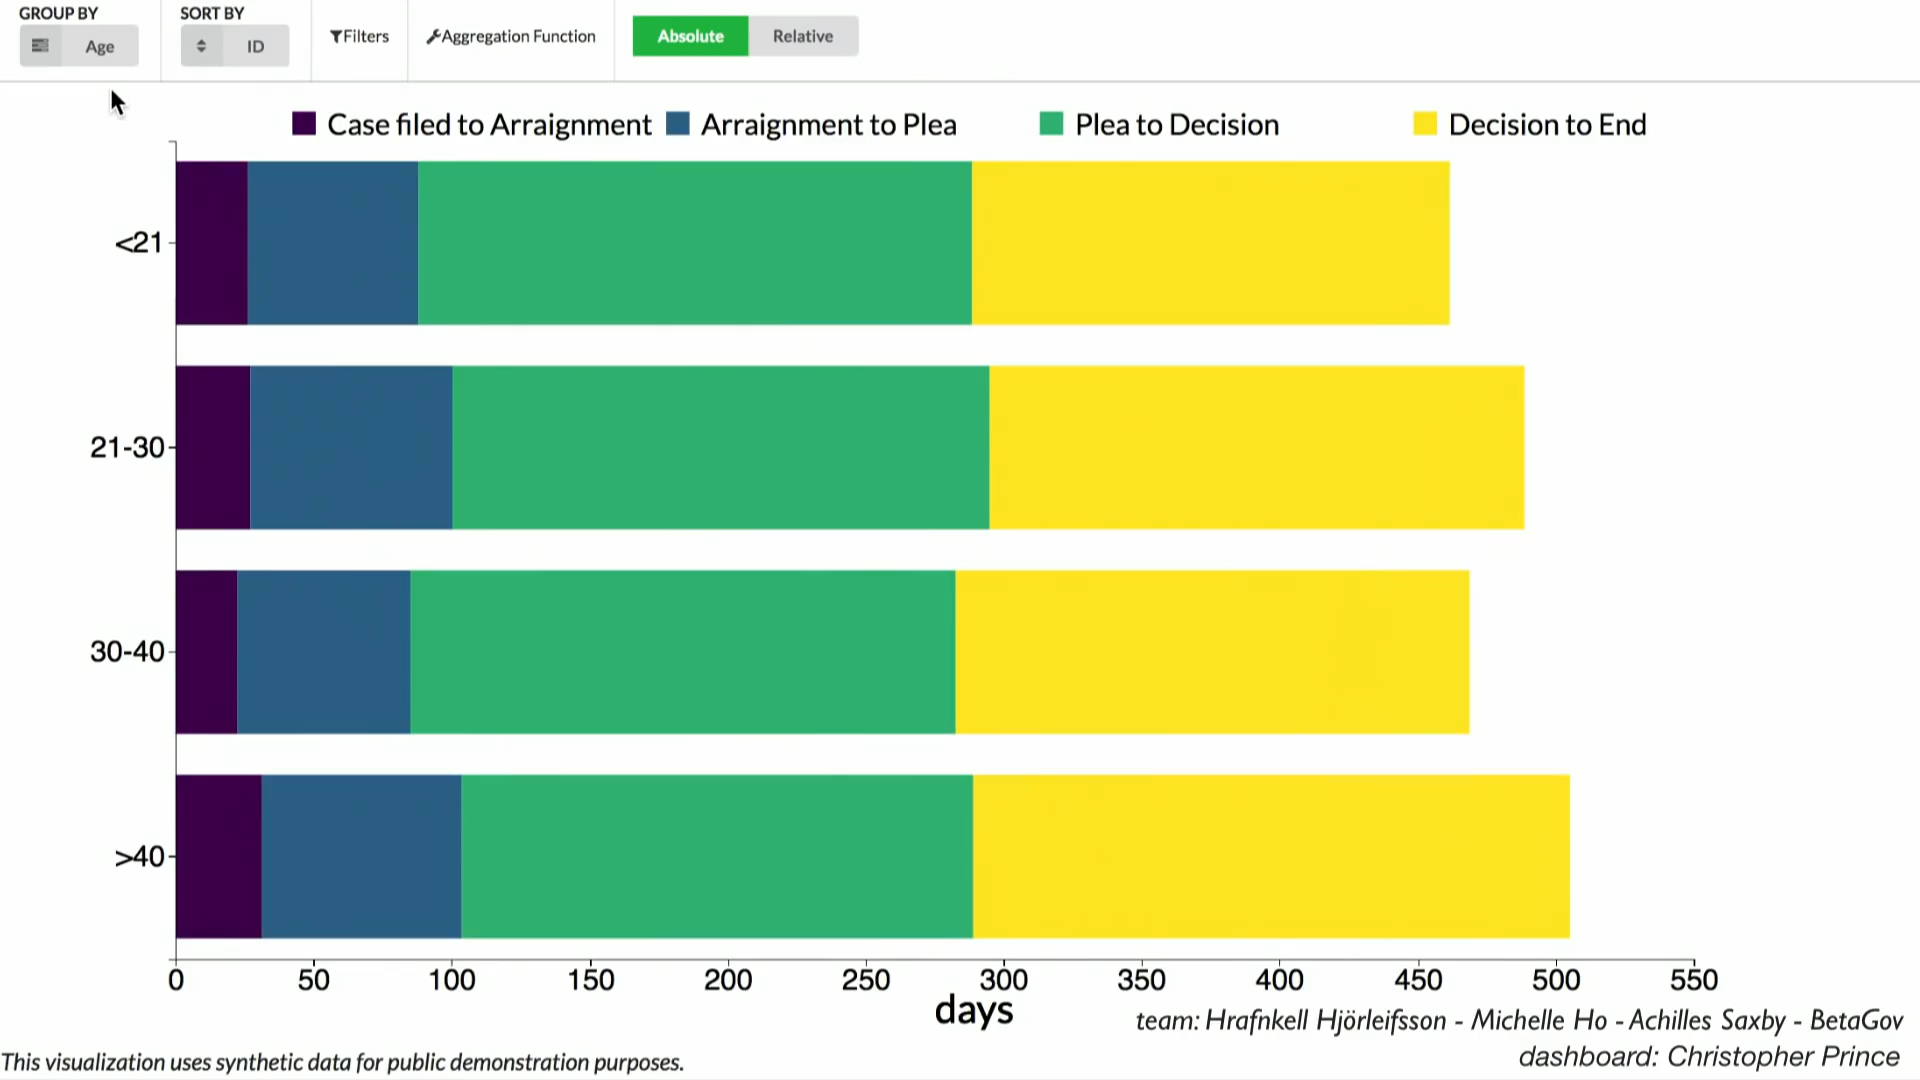 GROUP BY
Age
SORT BY
ID
Filters
Aggregation Function
Absolute
Relative
Case filed to Arraignment
Arraignment to Plea
Plea to Decision
Decision to End
<21
21-30
30-40
>40
0 50 100 150 200 250 300 350 400 450 500 550
days
team: Hrafnkell Hjörleifsson - Michelle Ho - Achilles Saxby - BetaGov
dashboard: Christopher Prince
This visualization uses synthetic data for public demonstration purposes.